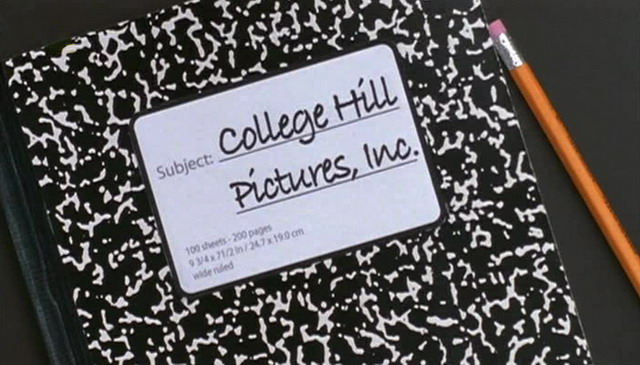 College Hill
Subject:
Pictures, Inc.
100 sheets - 200 pages
9 3/4 x 7 1/2 in / 24.7 x 19.0 cm
wide ruled